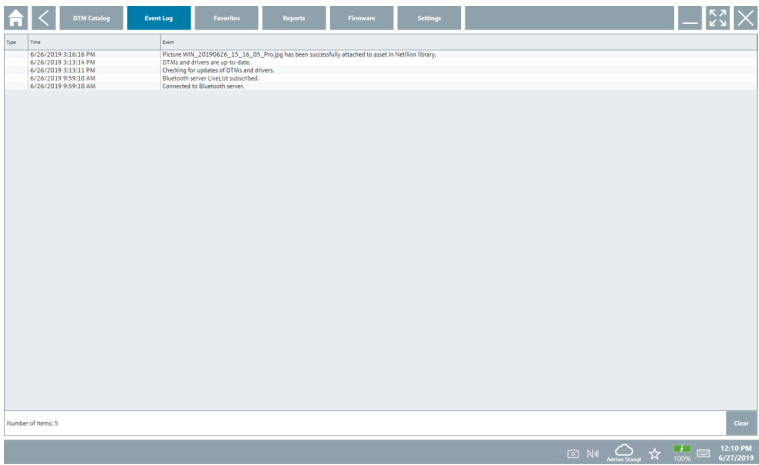 DTM Catalog Event Log Favorites Reports Firmware Settings
Type Time Event
6/26/2019 3:16:16 PM Picture WIN_20190626_15_16_05_Pro.jpg has been successfully attached to asset in Netilion library.
6/26/2019 3:13:14 PM DTMs and drivers are up-to-date.
6/26/2019 3:13:11 PM Checking for updates of DTMs and drivers.
6/26/2019 9:59:10 AM Bluetooth server LiveList subscribed.
6/26/2019 9:59:10 AM Connected to Bluetooth server.
Number of Items: 5 Clear
Adrian Stangl 100% 12:10 PM
6/27/2019